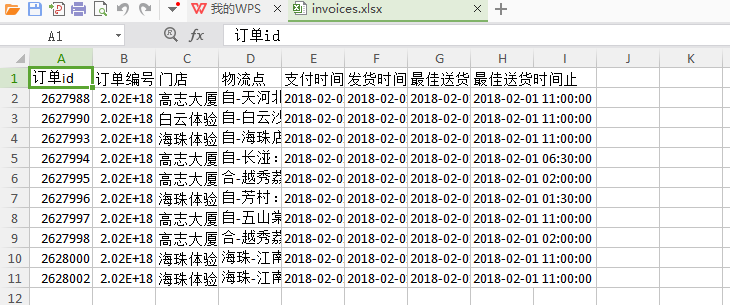 我的WPS × invoices.xlsx ×
A1 fx 订单id
A B C D E F G H I J K
1 订单id 订单编号 门店 物流点 支付时间 发货时间 最佳送货 最佳送货时间止
2 2627988 2.02E+18 高志大厦 自-天河北 2018-02-0 2018-02-0 2018-02-0 2018-02-01 11:00:00
3 2627990 2.02E+18 白云体验 自-白云沙 2018-02-0 2018-02-0 2018-02-0 2018-02-01 11:00:00
4 2627993 2.02E+18 海珠体验 自-海珠店 2018-02-0 2018-02-0 2018-02-0 2018-02-01 11:00:00
5 2627994 2.02E+18 高志大厦 自-长湴: 2018-02-0 2018-02-0 2018-02-0 2018-02-01 06:30:00
6 2627995 2.02E+18 高志大厦 合-越秀荔 2018-02-0 2018-02-0 2018-02-0 2018-02-01 02:00:00
7 2627996 2.02E+18 海珠体验 自-芳村: 2018-02-0 2018-02-0 2018-02-0 2018-02-01 01:30:00
8 2627997 2.02E+18 高志大厦 自-五山棠 2018-02-0 2018-02-0 2018-02-0 2018-02-01 11:00:00
9 2627998 2.02E+18 高志大厦 合-越秀荔 2018-02-0 2018-02-0 2018-02-0 2018-02-01 02:00:00
10 2628000 2.02E+18 海珠体验 海珠-江南 2018-02-0 2018-02-0 2018-02-0 2018-02-01 11:00:00
11 2628002 2.02E+18 海珠体验 海珠-江南 2018-02-0 2018-02-0 2018-02-0 2018-02-01 11:00:00
12